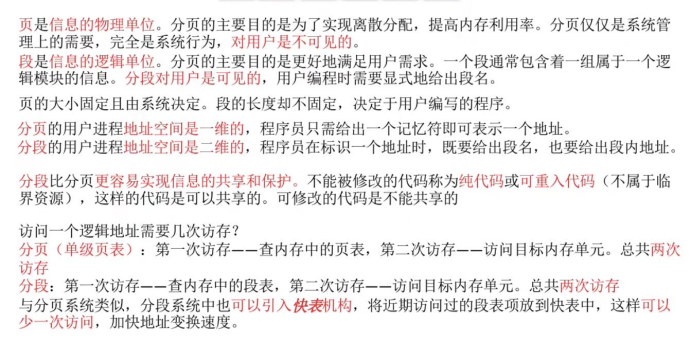 页是信息的物理单位。分页的主要目的是为了实现离散分配，提高内存利用率。分页仅仅是系统管
理上的需要，完全是系统行为，对用户是不可见的。
段是信息的逻辑单位。分页的主要目的是更好地满足用户需求。一个段通常包含着一组属于一个逻
辑模块的信息。分段对用户是可见的，用户编程时需要显式地给出段名。
页的大小固定且由系统决定。段的长度却不固定，决定于用户编写的程序。
分页的用户进程地址空间是一维的，程序员只需给出一个记忆符即可表示一个地址。
分段的用户进程地址空间是二维的，程序员在标识一个地址时，既要给出段名，也要给出段内地址。
分段比分页更容易实现信息的共享和保护。不能被修改的代码称为纯代码或可重入代码（不属于临
界资源），这样的代码是可以共享的。可修改的代码是不能共享的
访问一个逻辑地址需要几次访存？
分页（单级页表）：第一次访存——查内存中的页表，第二次访存——访问目标内存单元。总共两次
访存
分段：第一次访存——查内存中的段表，第二次访存——访问目标内存单元。总共两次访存
与分页系统类似，分段系统中也可以引入快表机构，将近期访问过的段表项放到快表中，这样可以
少一次访问，加快地址变换速度。